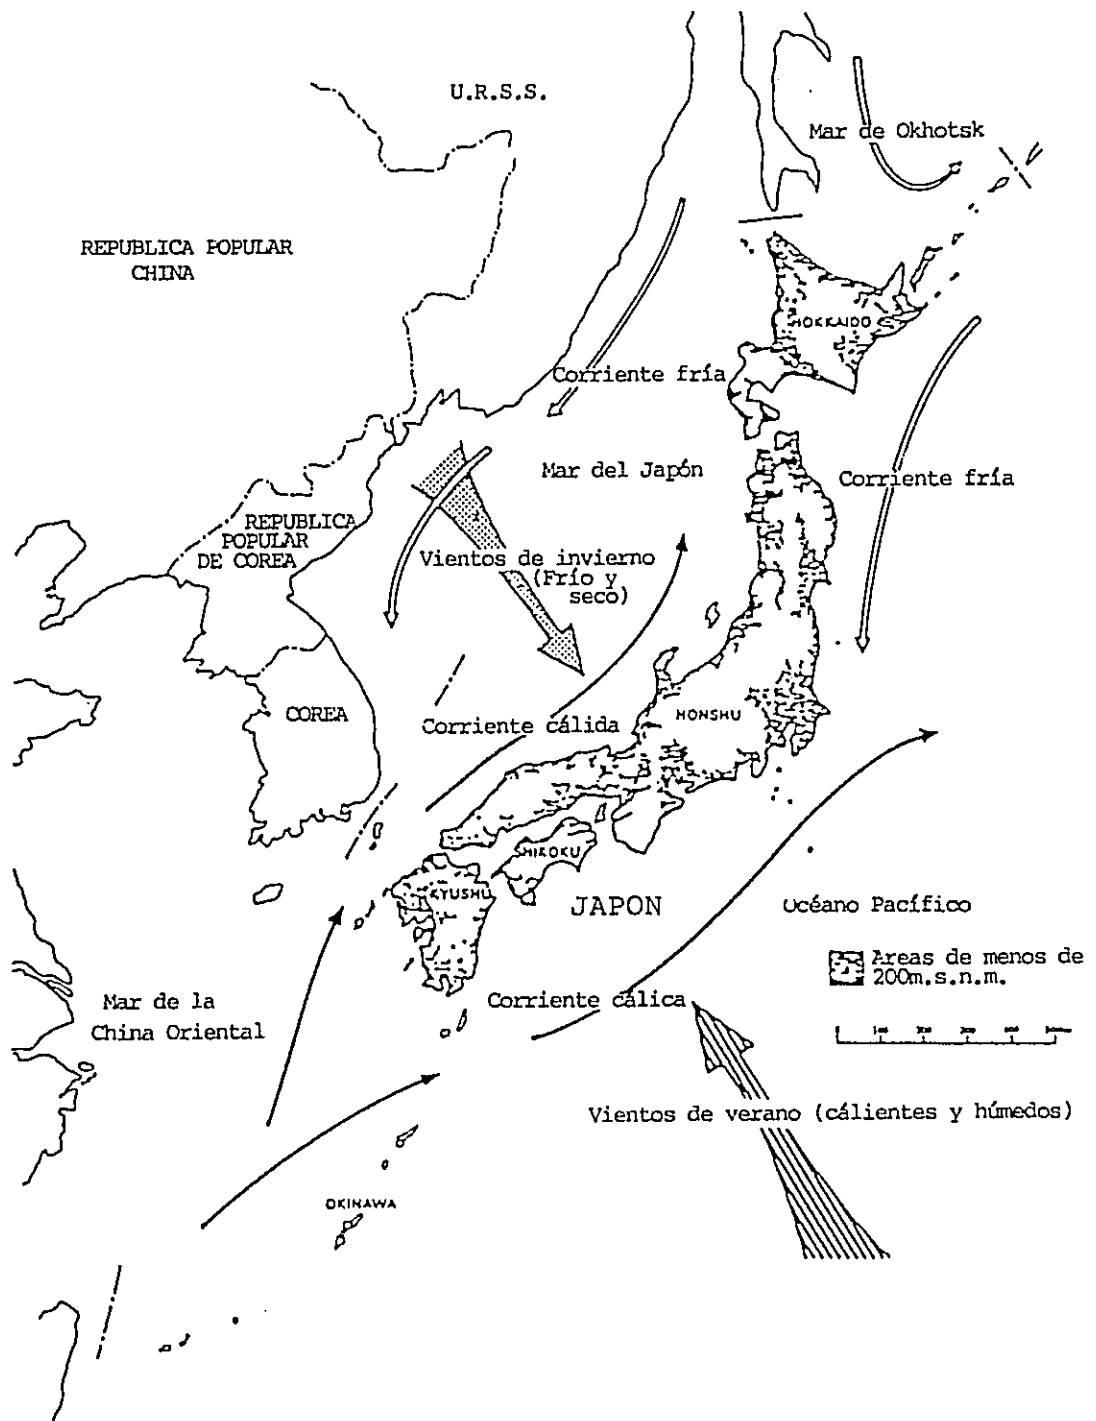 U.R.S.S.
Mar de Okhotsk
REPUBLICA POPULAR
CHINA
HOKKAIDO
Corriente fría
Mar del Japón
Corriente fría
REPUBLICA
POPULAR
DE COREA
Vientos de invierno
(Frío y
seco)
COREA
Corriente cálida
HONSHU
SHIKOKU
KYUSHU
JAPON
Océano Pacífico
Areas de menos de
200m.s.n.m.
Mar de la
China Oriental
Corriente cálica
Vientos de verano (cálientes y húmedos)
OKINAWA